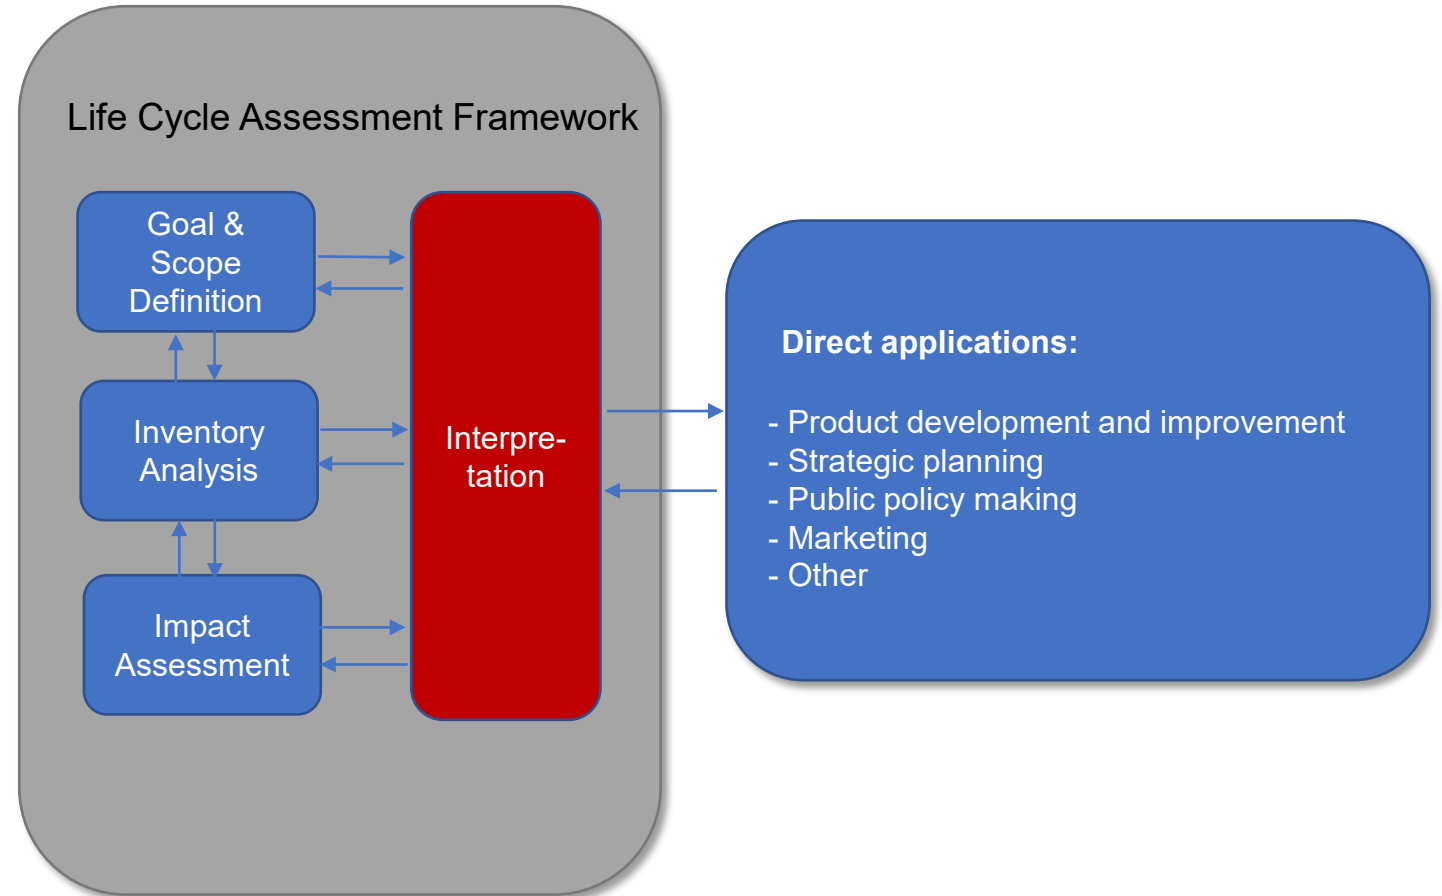 Life Cycle Assessment Framework
Goal &
Scope
Definition
Inventory
Analysis
Impact
Assessment
Interpre-
tation
Direct applications:
- Product development and improvement
- Strategic planning
- Public policy making
- Marketing
- Other